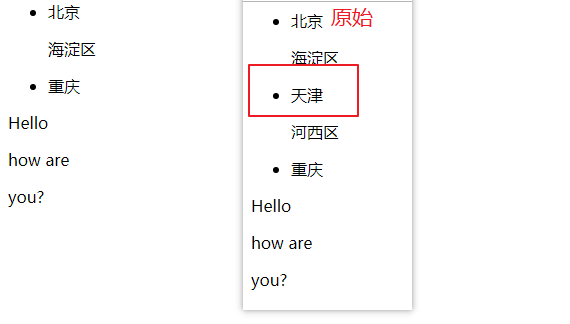 北京
海淀区
重庆
Hello
how are
you?
北京 原始
海淀区
天津
河西区
重庆
Hello
how are
you?